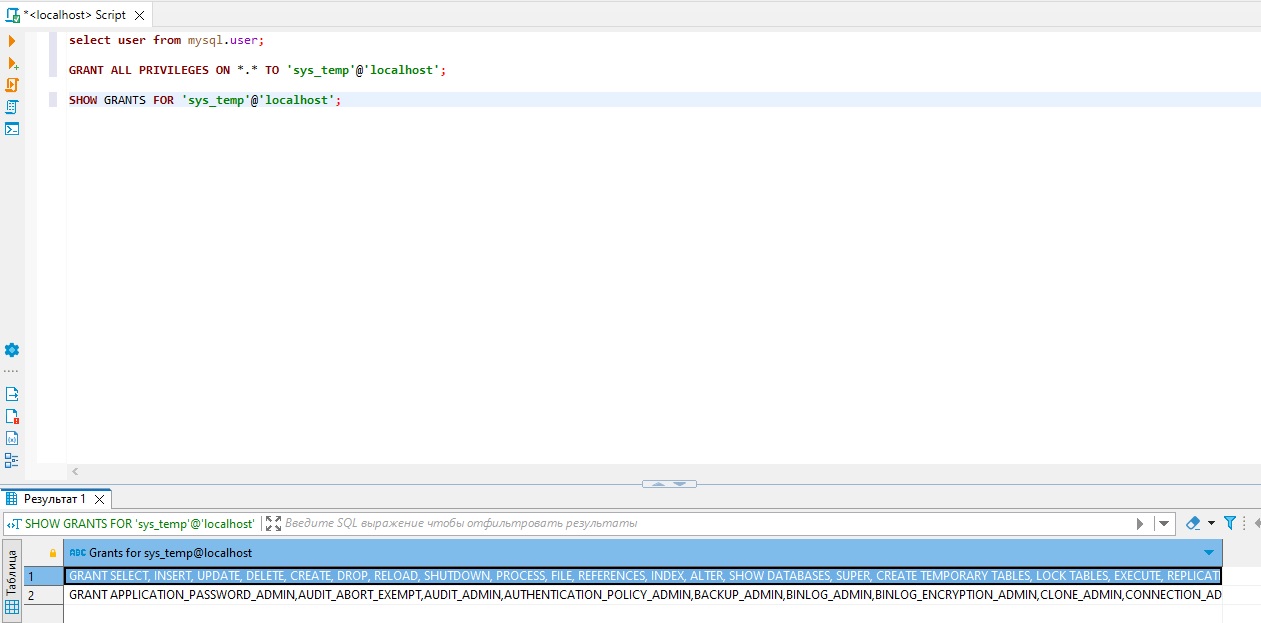 *<localhost> Script
select user from mysql.user;
GRANT ALL PRIVILEGES ON *.* TO 'sys_temp'@'localhost';
SHOW GRANTS FOR 'sys_temp'@'localhost';
Результат 1
SHOW GRANTS FOR 'sys_temp'@'localhost'
Введите SQL выражение чтобы отфильтровать результаты
Таблица
ABC Grants for sys_temp@localhost
1 GRANT SELECT, INSERT, UPDATE, DELETE, CREATE, DROP, RELOAD, SHUTDOWN, PROCESS, FILE, REFERENCES, INDEX, ALTER, SHOW DATABASES, SUPER, CREATE TEMPORARY TABLES, LOCK TABLES, EXECUTE, REPLICAT
2 GRANT APPLICATION_PASSWORD_ADMIN,AUDIT_ABORT_EXEMPT,AUDIT_ADMIN,AUTHENTICATION_POLICY_ADMIN,BACKUP_ADMIN,BINLOG_ADMIN,BINLOG_ENCRYPTION_ADMIN,CLONE_ADMIN,CONNECTION_AD